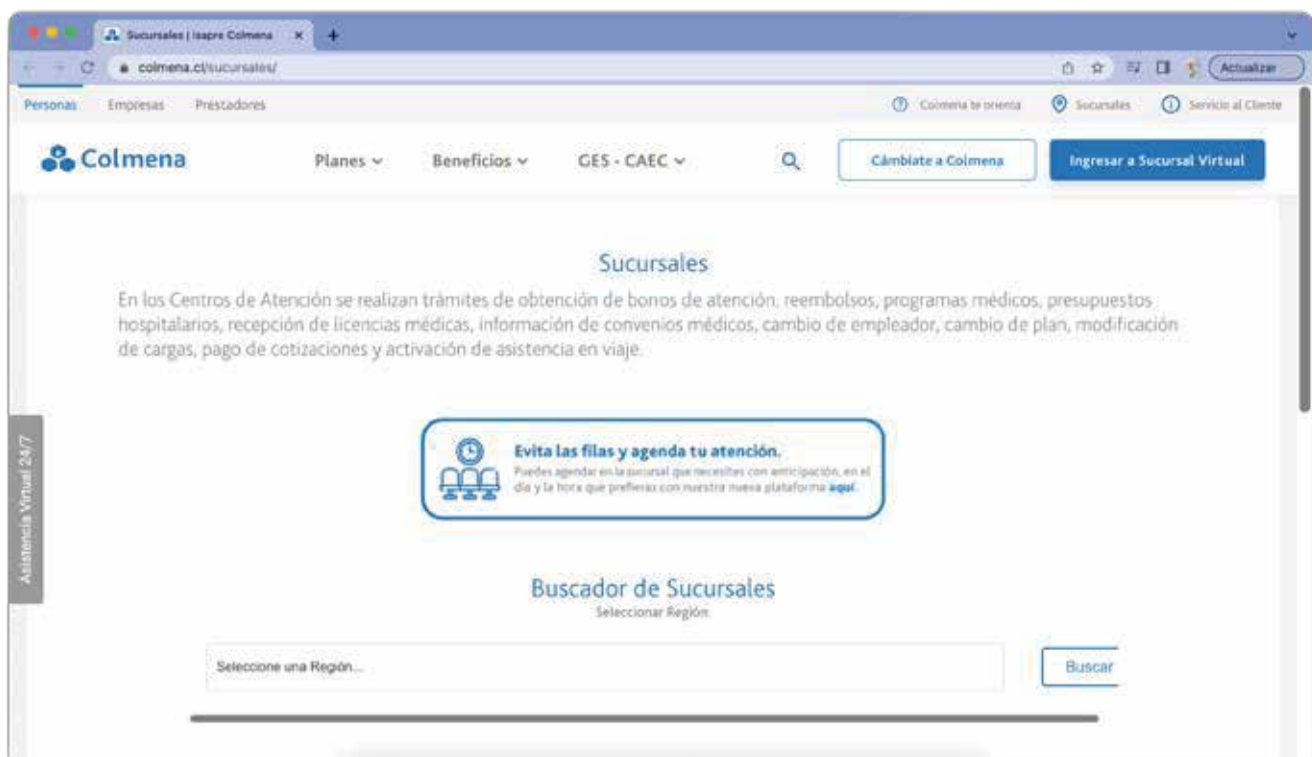 Sucursales | Isapre Colmena
colmena.cl/sucursales/
Actualizar
Personas Empresas Prestadores
Colmena te orienta Sucursales Servicio al Cliente
Colmena
Planes Beneficios GES - CAEC
Cámbiate a Colmena Ingresar a Sucursal Virtual
Sucursales
En los Centros de Atención se realizan trámites de obtención de bonos de atención, reembolsos, programas médicos, presupuestos
hospitalarios, recepción de licencias médicas, información de convenios médicos, cambio de empleador, cambio de plan, modificación
de cargas, pago de cotizaciones y activación de asistencia en viaje.
Evita las filas y agenda tu atención.
Puedes agendar en la sucursal que necesites con anticipación, en el
día y la hora que prefieras con nuestra nueva plataforma aquí.
Asistencia Virtual 24/7
Buscador de Sucursales
Seleccionar Región:
Seleccione una Región...
Buscar